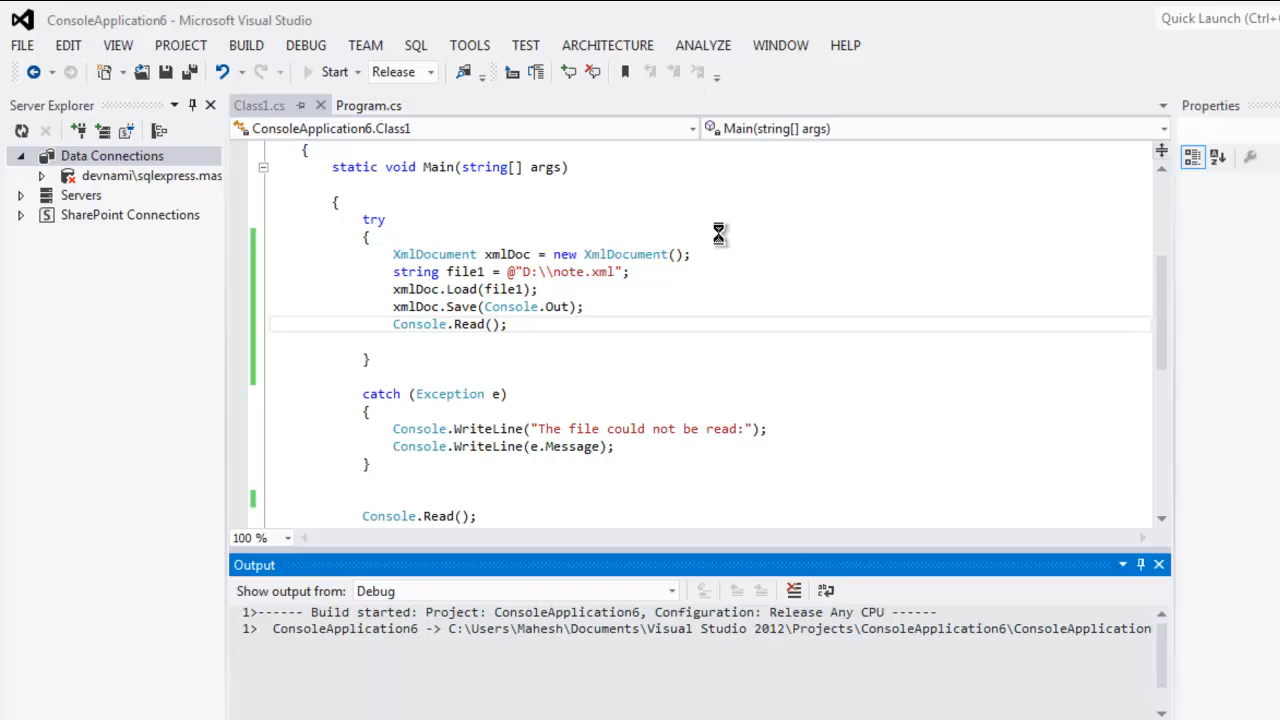 ConsoleApplication6 - Microsoft Visual Studio
Quick Launch (Ctrl+
FILE EDIT VIEW PROJECT BUILD DEBUG TEAM SQL TOOLS TEST ARCHITECTURE ANALYZE WINDOW HELP
Start Release
Server Explorer
Class1.cs Program.cs
Properties
ConsoleApplication6.Class1 Main(string[] args)
Data Connections
devnami\sqlexpress.mas
Servers
SharePoint Connections
{
static void Main(string[] args)
{
try
{
XmlDocument xmlDoc = new XmlDocument();
string file1 = @"D:\\note.xml";
xmlDoc.Load(file1);
xmlDoc.Save(Console.Out);
Console.Read();
}
catch (Exception e)
{
Console.WriteLine("The file could not be read:");
Console.WriteLine(e.Message);
}
Console.Read();
100 %
Output
Show output from: Debug
1>------ Build started: Project: ConsoleApplication6, Configuration: Release Any CPU ------
1> ConsoleApplication6 -> C:\Users\Mahesh\Documents\Visual Studio 2012\Projects\ConsoleApplication6\ConsoleApplication